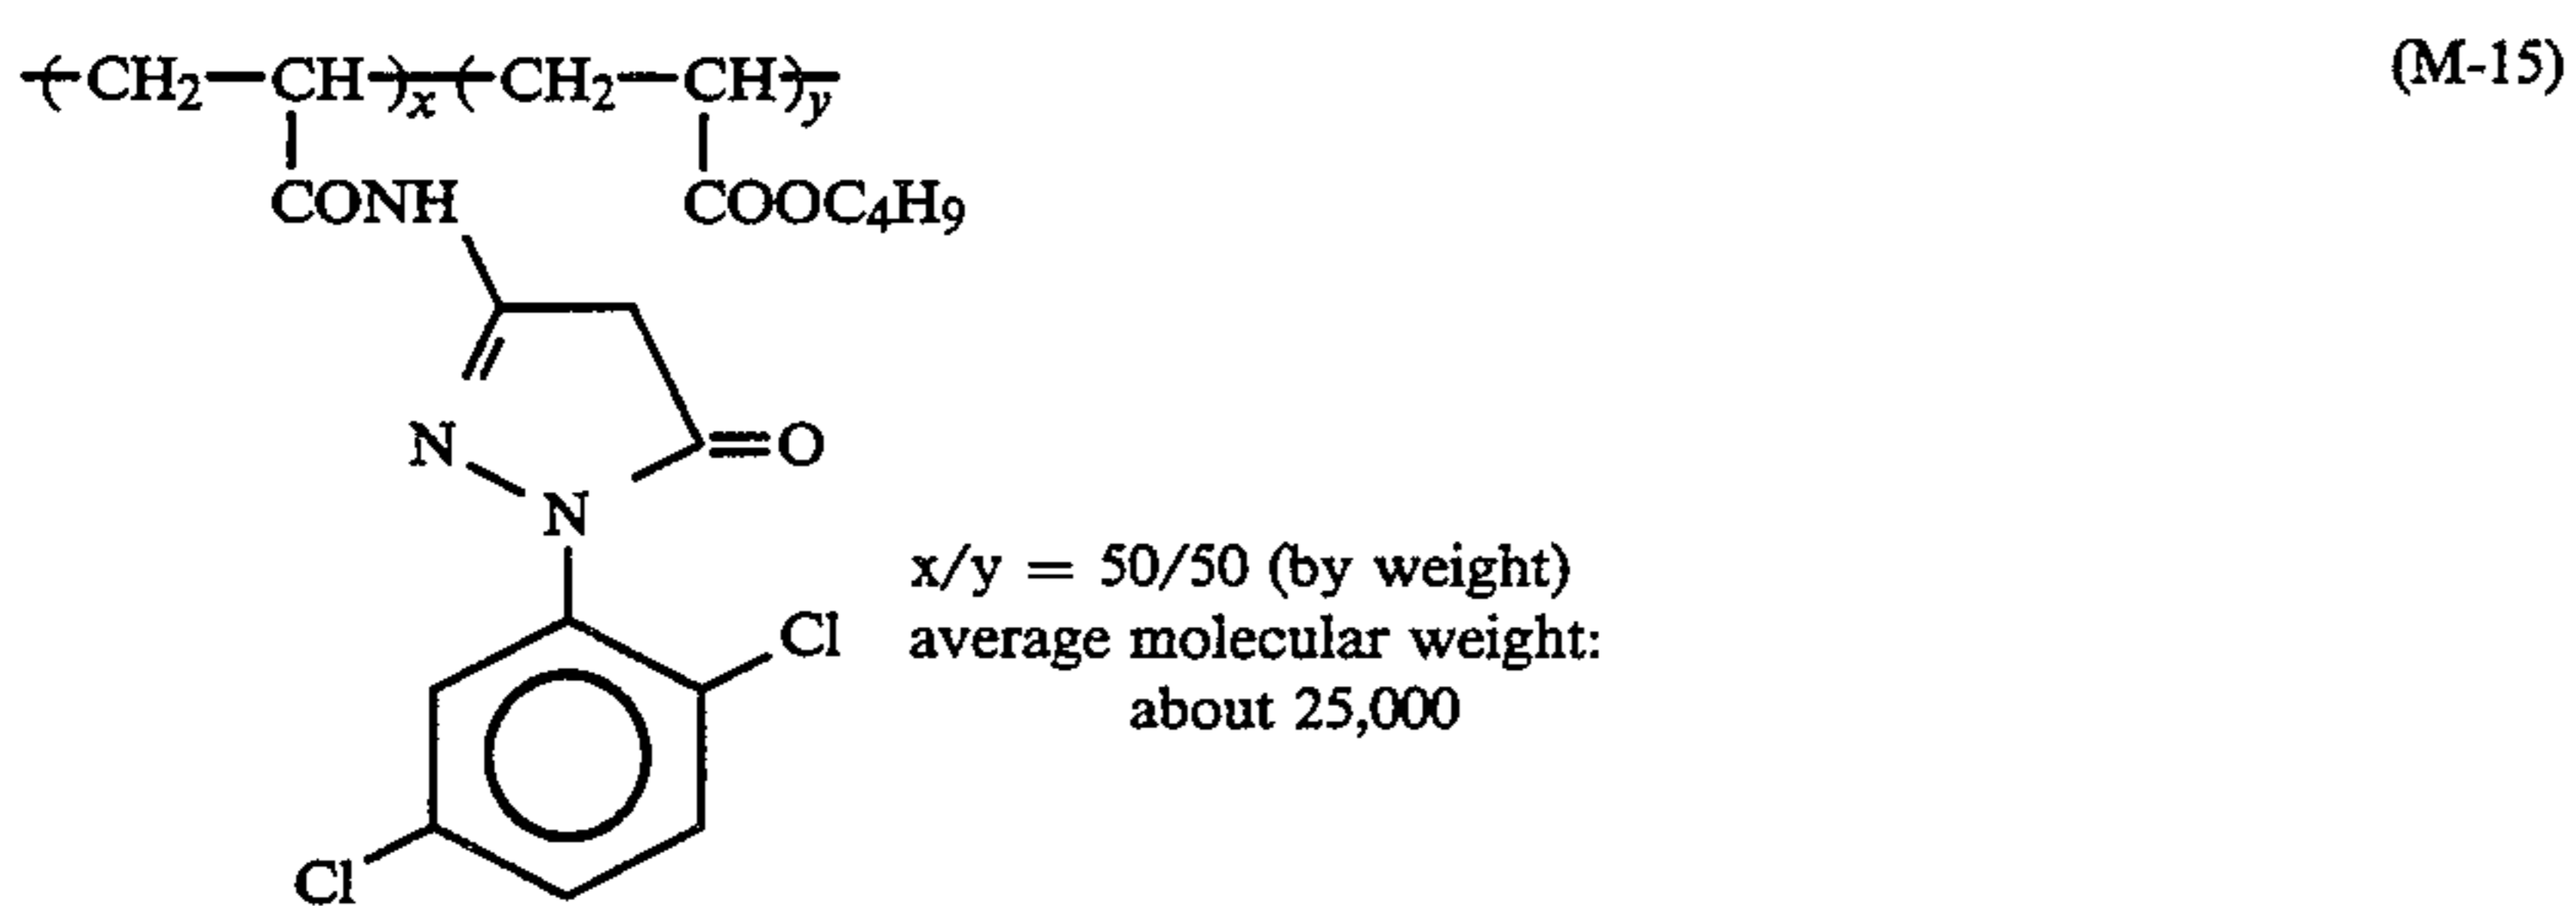 -(CH₂-CH)x-(CH₂-CH)y- (M-15)
CONH COOC₄H₉
N =O
N
x/y = 50/50 (by weight)
Cl average molecular weight:
about 25,000
Cl